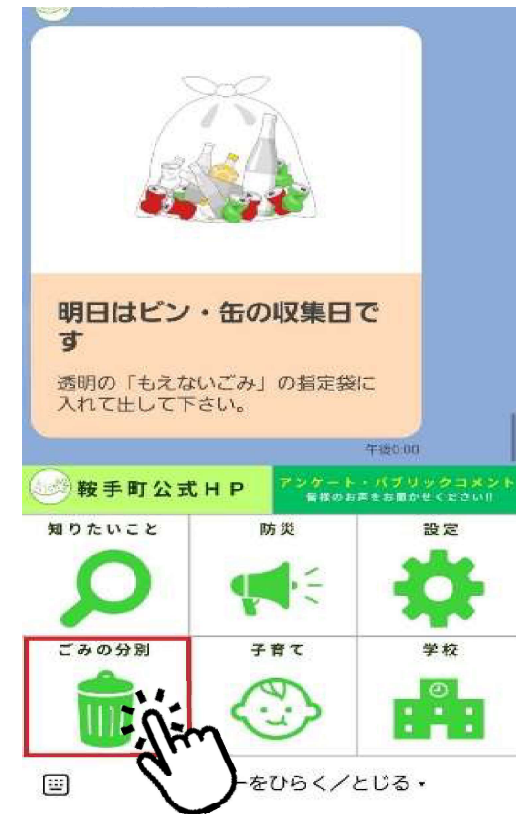 明日はビン・缶の収集日で
す
透明の「もえないごみ」の指定袋に
入れて出して下さい。
午後0:00
鞍手町公式HP
アンケート・パブリックコメント
皆様のお声をお聞かせください!!
知りたいこと
防災
設定
ごみの分別
子育て
学校
ーをひらく/とじる▼